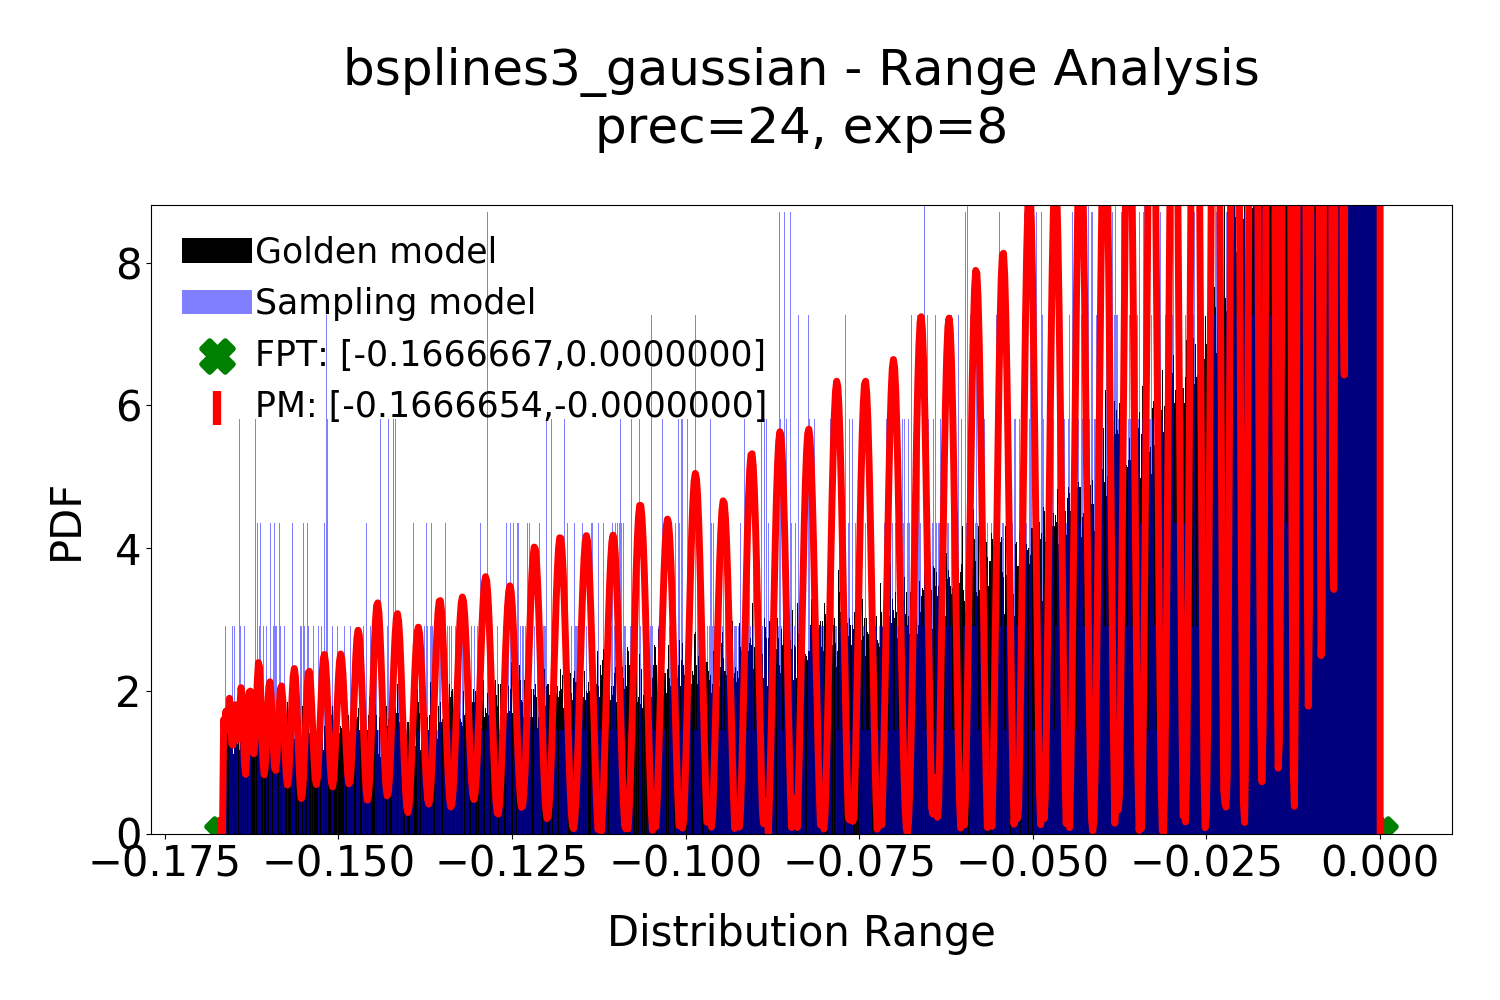 bsplines3_gaussian - Range Analysis
prec=24, exp=8
Golden model
Sampling model
FPT: [-0.1666667,0.0000000]
PM: [-0.1666654,-0.0000000]
8
6
4
2
0
PDF
−0.175 −0.150 −0.125 −0.100 −0.075 −0.050 −0.025 0.000
Distribution Range